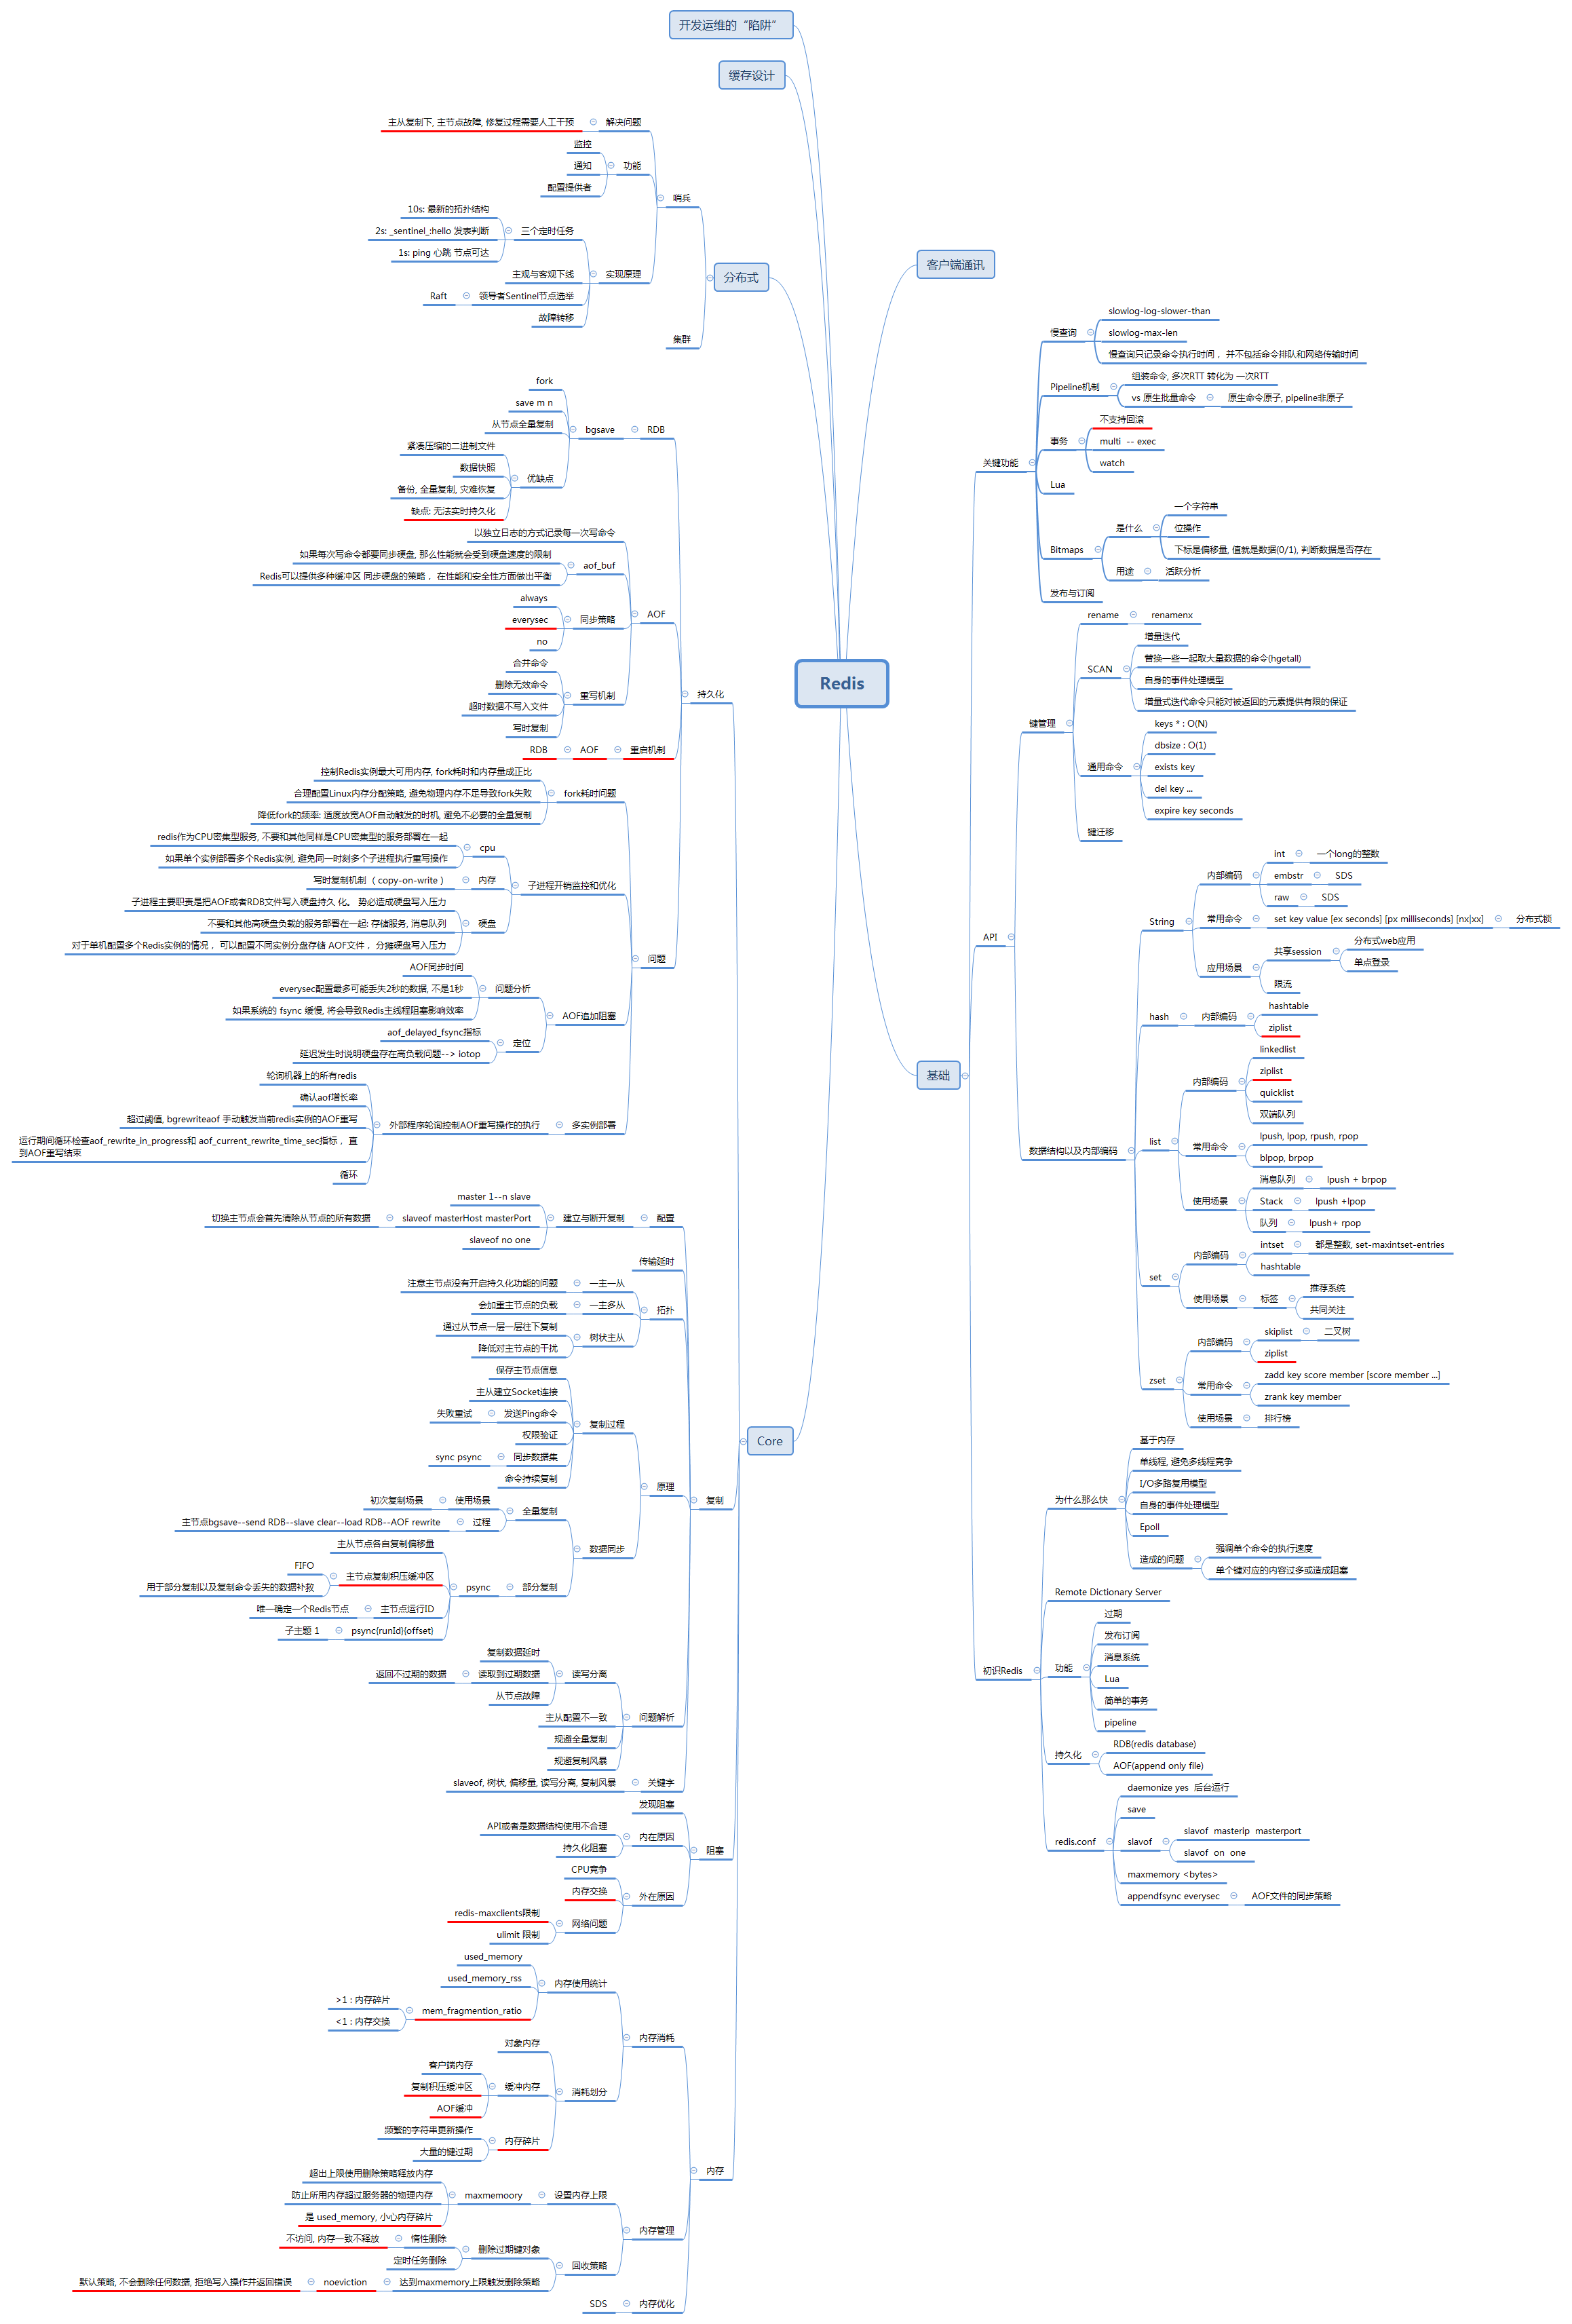 开发运维的“陷阱”
缓存设计
分布式
哨兵
解决问题
主从复制下, 主节点故障, 修复过程需要人工干预
功能
监控
通知
配置提供者
实现原理
三个定时任务
10s: 最新的拓扑结构
2s: _sentinel_:hello 发表判断
1s: ping 心跳 节点可达
主观与客观下线
领导者Sentinel节点选举
Raft
故障转移
集群
Redis
客户端通讯
Core
持久化
RDB
bgsave
fork
save m n
从节点全量复制
优缺点
紧凑压缩的二进制文件
数据快照
备份, 全量复制, 灾难恢复
缺点: 无法实时持久化
AOF
以独立日志的方式记录每一次写命令
aof_buf
如果每次写命令都要同步硬盘, 那么性能就会受到硬盘速度的限制
Redis可以提供多种缓冲区 同步硬盘的策略 ，在性能和安全性方面做出平衡
同步策略
always
everysec
no
重写机制
合并命令
删除无效命令
超时数据不写入文件
写时复制
重启机制
AOF
RDB
问题
fork耗时问题
控制Redis实例最大可用内存, fork耗时和内存量成正比
合理配置Linux内存分配策略, 避免物理内存不足导致fork失败
降低fork的频率: 适度放宽AOF自动触发的时机, 避免不必要的全量复制
子进程开销监控和优化
cpu
redis作为CPU密集型服务, 不要和其他同样是CPU密集型的服务部署在一起
如果单个实例部署多个Redis实例, 避免同一时刻多个子进程执行重写操作
内存
写时复制机制 （ copy-on-write ）
硬盘
子进程主要职责是把AOF或者RDB文件写入硬盘持久 化。 势必造成硬盘写入压力
不要和其他高硬盘负载的服务部署在一起: 存储服务, 消息队列
对于单机配置多个Redis实例的情况 ，可以配置不同实例分盘存储 AOF文件 ，分摊硬盘写入压力
AOF追加阻塞
问题分析
AOF同步时间
everysec配置最多可能丢失2秒的数据, 不是1秒
如果系统的 fsync 缓慢, 将会导致Redis主线程阻塞影响效率
定位
aof_delayed_fsync指标
延迟发生时说明硬盘存在高负载问题--> iotop
多实例部署
外部程序轮询控制AOF重写操作的执行
轮询机器上的所有redis
确认aof增长率
超过阈值, bgrewriteaof 手动触发当前redis实例的AOF重写
运行期间循环检查aof_rewrite_in_progress和 aof_current_rewrite_time_sec指标 ，直
到AOF重写结束
循环
复制
配置
建立与断开复制
master 1--n slave
slaveof masterHost masterPort
切换主节点会首先清除从节点的所有数据
slaveof no one
传输延时
拓扑
一主一从
注意主节点没有开启持久化功能的问题
一主多从
会加重主节点的负载
树状主从
通过从节点一层一层往下复制
降低对主节点的干扰
原理
复制过程
保存主节点信息
主从建立Socket连接
发送Ping命令
失败重试
权限验证
同步数据集
sync psync
命令持续复制
数据同步
全量复制
使用场景
初次复制场景
过程
主节点bgsave--send RDB--slave clear--load RDB--AOF rewrite
部分复制
psync
主从节点各自复制偏移量
主节点复制积压缓冲区
FIFO
用于部分复制以及复制命令丢失的数据补救
主节点运行ID
唯一确定一个Redis节点
psync{runId}{offset}
子主题 1
问题解析
读写分离
复制数据延时
读取到过期数据
返回不过期的数据
从节点故障
主从配置不一致
规避全量复制
规避复制风暴
关键字
slaveof, 树状, 偏移量, 读写分离, 复制风暴
阻塞
发现阻塞
内在原因
API或者是数据结构使用不合理
持久化阻塞
外在原因
CPU竞争
内存交换
网络问题
redis-maxclients限制
ulimit 限制
内存
内存消耗
内存使用统计
used_memory
used_memory_rss
mem_fragmention_ratio
>1 : 内存碎片
<1 : 内存交换
消耗划分
对象内存
缓冲内存
客户端内存
复制积压缓冲区
AOF缓冲
内存碎片
频繁的字符串更新操作
大量的键过期
内存管理
设置内存上限
maxmemoory
超出上限使用删除策略释放内存
防止所用内存超过服务器的物理内存
是 used_memory, 小心内存碎片
回收策略
删除过期键对象
惰性删除
不访问, 内存一致不释放
定时任务删除
达到maxmemory上限触发删除策略
noeviction
默认策略, 不会删除任何数据, 拒绝写入操作并返回错误
内存优化
SDS
基础
API
关键功能
慢查询
slowlog-log-slower-than
slowlog-max-len
慢查询只记录命令执行时间 ，并不包括命令排队和网络传输时间
Pipeline机制
组装命令, 多次RTT 转化为 一次RTT
vs 原生批量命令
原生命令原子, pipeline非原子
事务
不支持回滚
multi -- exec
watch
Lua
Bitmaps
是什么
一个字符串
位操作
下标是偏移量, 值就是数据(0/1), 判断数据是否存在
用途
活跃分析
发布与订阅
键管理
rename
renamenx
SCAN
增量迭代
替换一些一起取大量数据的命令(hgetall)
自身的事件处理模型
增量式迭代命令只能对被返回的元素提供有限的保证
通用命令
keys * : O(N)
dbsize : O(1)
exists key
del key ...
expire key seconds
键迁移
数据结构以及内部编码
String
内部编码
int
一个long的整数
embstr
SDS
raw
SDS
常用命令
set key value [ex seconds] [px milliseconds] [nx|xx]
分布式锁
应用场景
共享session
分布式web应用
单点登录
限流
hash
内部编码
hashtable
ziplist
list
内部编码
linkedlist
ziplist
quicklist
双端队列
常用命令
lpush, lpop, rpush, rpop
blpop, brpop
使用场景
消息队列
lpush + brpop
Stack
lpush +lpop
队列
lpush+ rpop
set
内部编码
intset
都是整数, set-maxintset-entries
hashtable
使用场景
标签
推荐系统
共同关注
zset
内部编码
skiplist
二叉树
ziplist
常用命令
zadd key score member [score member ...]
zrank key member
使用场景
排行榜
初识Redis
为什么那么快
基于内存
单线程, 避免多线程竞争
I/O多路复用模型
自身的事件处理模型
Epoll
造成的问题
强调单个命令的执行速度
单个键对应的内容过多或造成阻塞
Remote Dictionary Server
功能
过期
发布订阅
消息系统
Lua
简单的事务
pipeline
持久化
RDB(redis database)
AOF(append only file)
redis.conf
daemonize yes 后台运行
save
slavof
slavof masterip masterport
slavof on one
maxmemory <bytes>
appendfsync everysec
AOF文件的同步策略